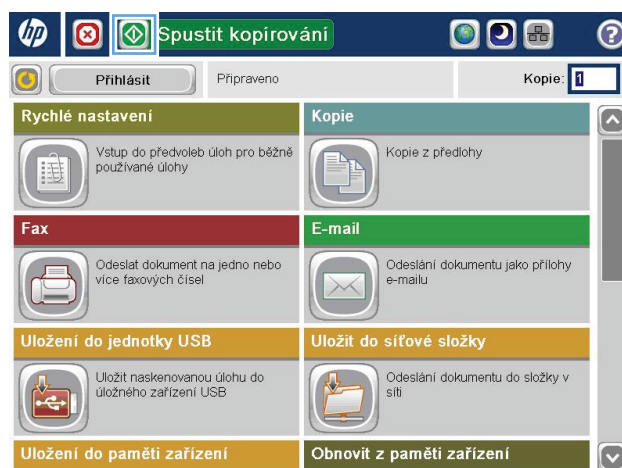 hp
Spustit kopírování
?
Přihlásit
Připraveno
Kopie: 1
Rychlé nastavení
Vstup do předvoleb úloh pro běžně
používané úlohy
Kopie
Kopie z předlohy
Fax
Odeslat dokument na jedno nebo
více faxových čísel
E-mail
Odeslání dokumentu jako přílohy
e-mailu
Uložení do jednotky USB
Uložit naskenovanou úlohu do
úložného zařízení USB
Uložit do síťové složky
Odeslání dokumentu do složky v
síti
Uložení do paměti zařízení
Obnovit z paměti zařízení